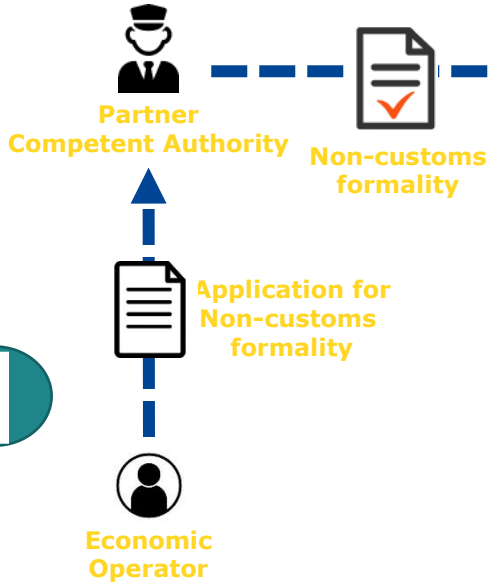 Partner
Competent Authority
Non-customs
formality
Application for
Non-customs
formality
Economic
Operator